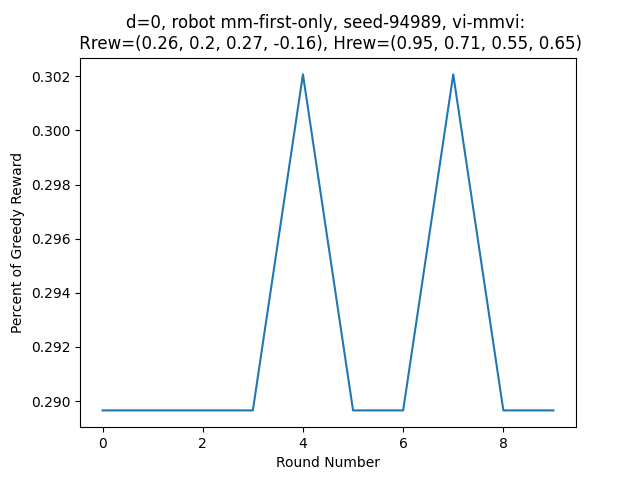 d=0, robot mm-first-only, seed-94989, vi-mmvi:
Rrew=(0.26, 0.2, 0.27, -0.16), Hrew=(0.95, 0.71, 0.55, 0.65)
0.302
0.300
0.298
0.296
0.294
0.292
0.290
Percent of Greedy Reward
0 2 4 6 8
Round Number